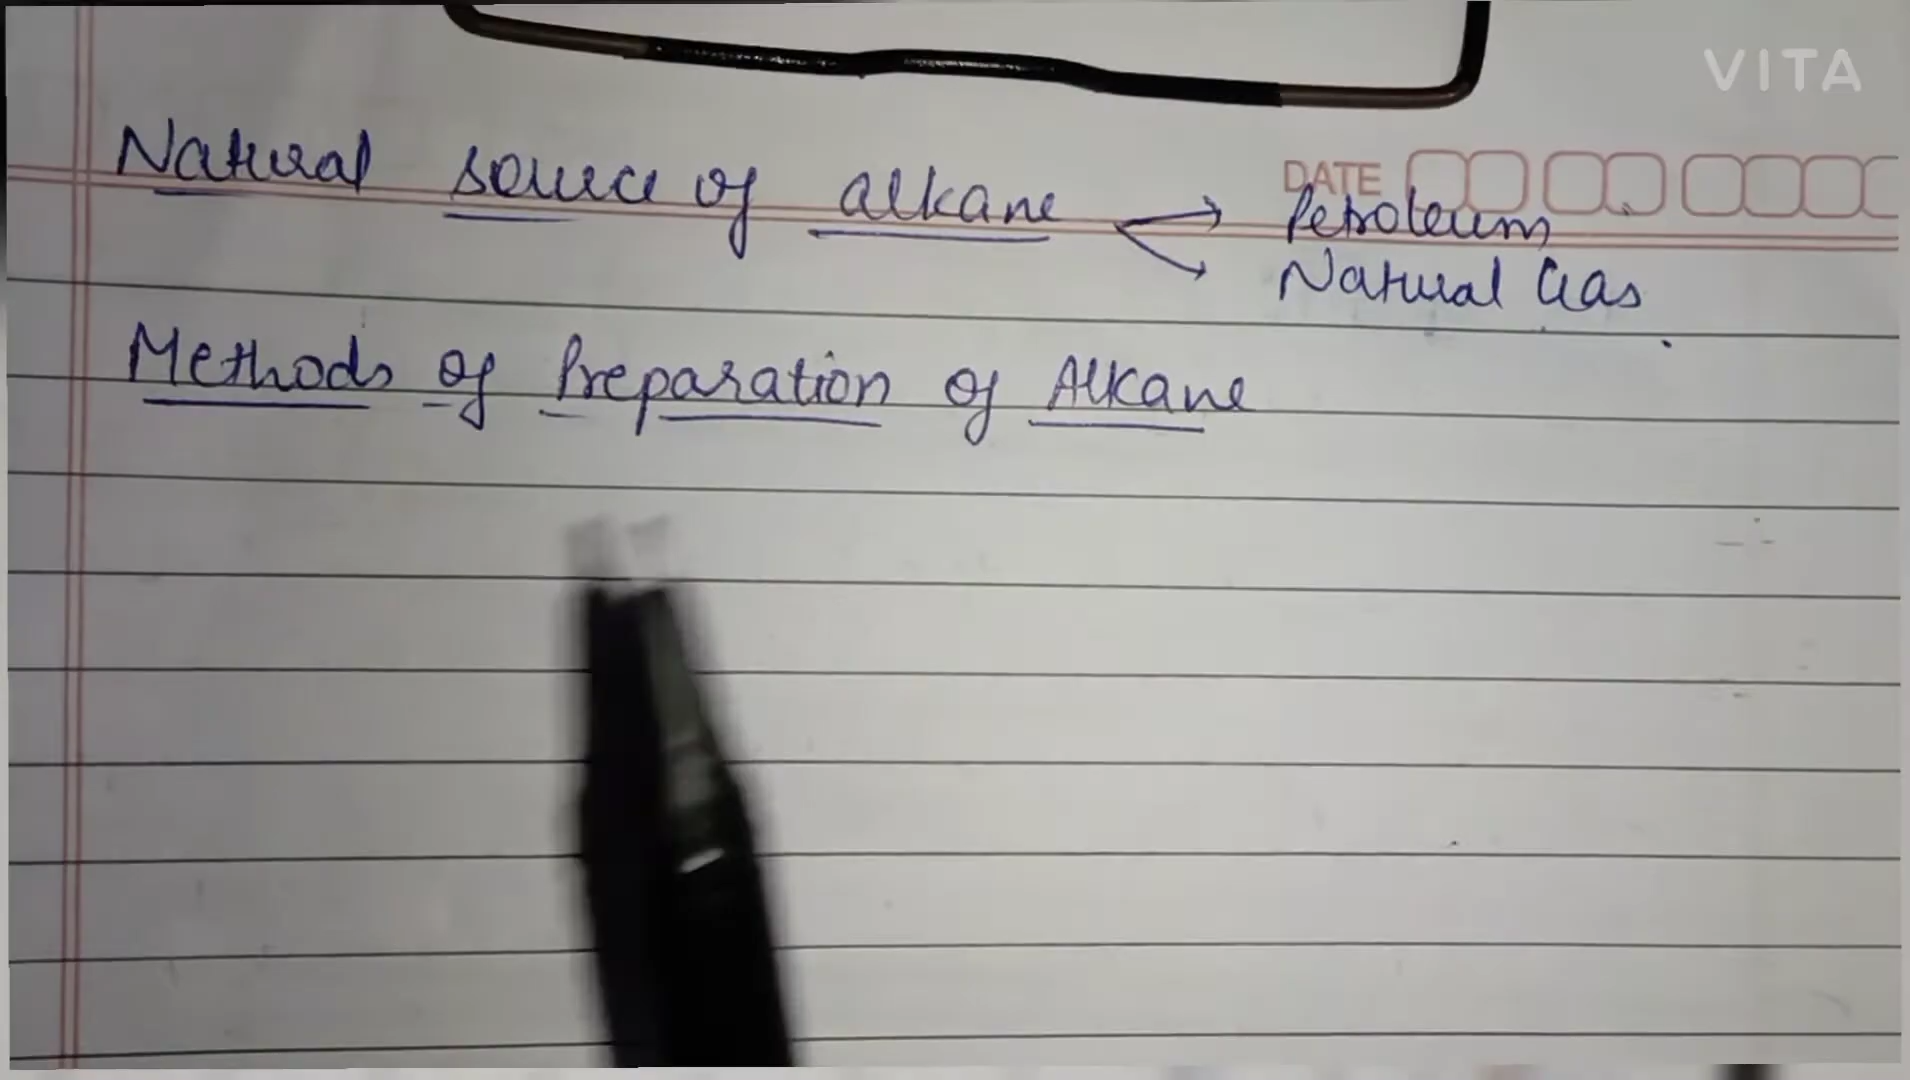 VITA
DATE
Natural source of alkane → Petroleum
→ Natural Gas
Methods of Preparation of Alkane